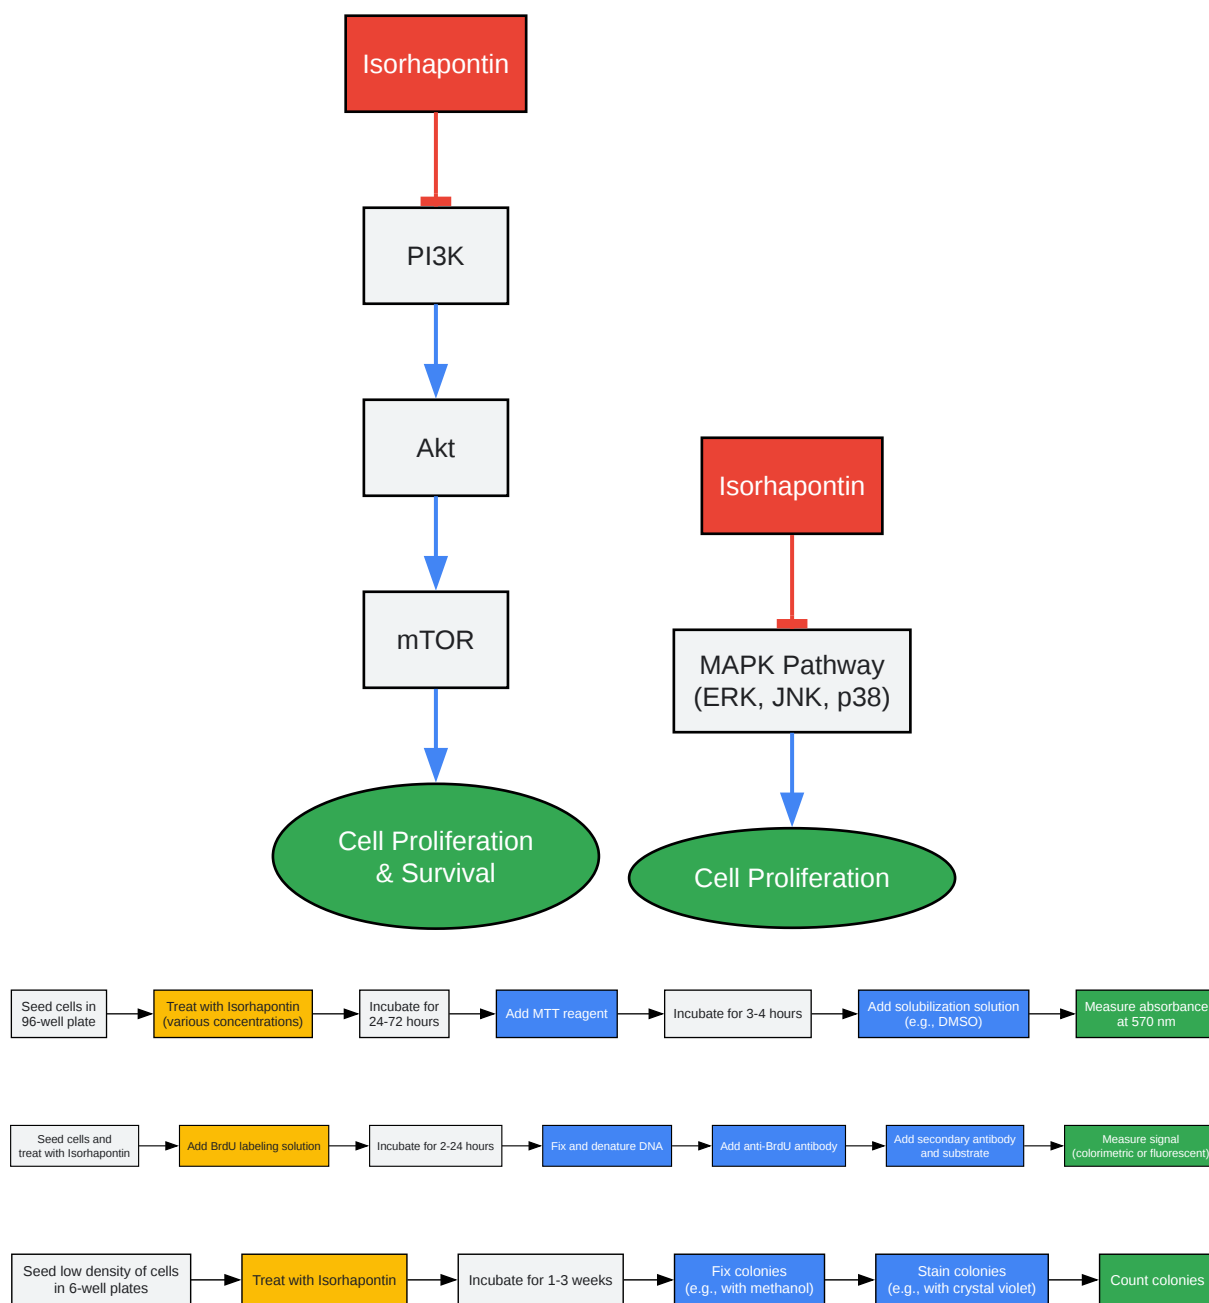 Isorhapontin
PI3K
Akt
mTOR
Cell Proliferation
& Survival
Isorhapontin
MAPK Pathway
(ERK, JNK, p38)
Cell Proliferation
Seed cells in
96-well plate
Treat with Isorhapontin
(various concentrations)
Incubate for
24-72 hours
Add MTT reagent
Incubate for 3-4 hours
Add solubilization solution
(e.g., DMSO)
Measure absorbance
at 570 nm
Seed cells and
treat with Isorhapontin
Add BrdU labeling solution
Incubate for 2-24 hours
Fix and denature DNA
Add anti-BrdU antibody
Add secondary antibody
and substrate
Measure signal
(colorimetric or fluorescent)
Seed low density of cells
in 6-well plates
Treat with Isorhapontin
Incubate for 1-3 weeks
Fix colonies
(e.g., with methanol)
Stain colonies
(e.g., with crystal violet)
Count colonies